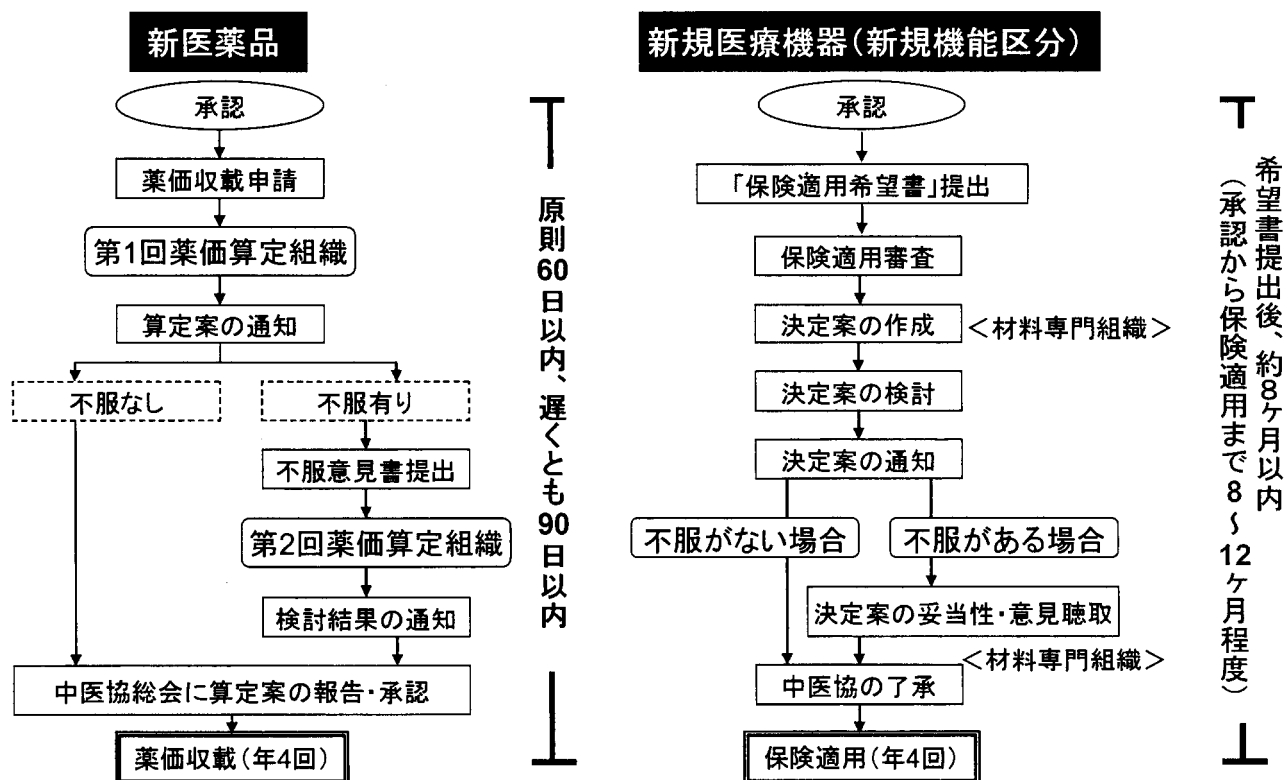 新医薬品
承認
薬価収載申請
第1回薬価算定組織
算定案の通知
不服なし
不服有り
不服意見書提出
第2回薬価算定組織
検討結果の通知
中医協総会に算定案の報告・承認
薬価収載(年4回)
原則60日以内、遅くとも90日以内
新規医療機器(新規機能区分)
承認
「保険適用希望書」提出
保険適用審査
決定案の作成
<材料専門組織>
決定案の検討
決定案の通知
不服がない場合
不服がある場合
決定案の妥当性・意見聴取
<材料専門組織>
中医協の了承
保険適用(年4回)
希望書提出後、約8ヶ月以内
(承認から保険適用まで8~12ヶ月程度)